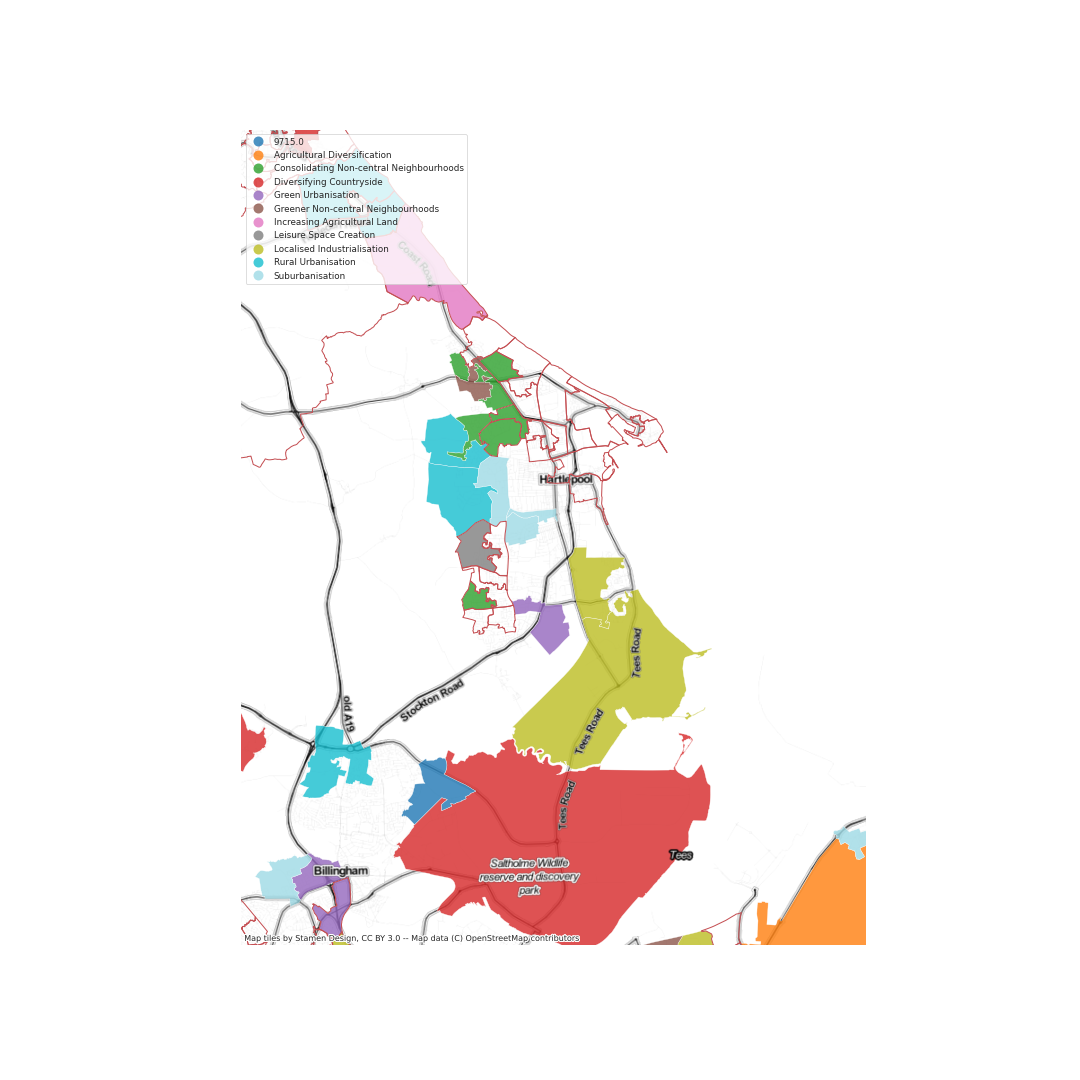 9715.0
Agricultural Diversification
Consolidating Non-central Neighbourhoods
Diversifying Countryside
Green Urbanisation
Greener Non-central Neighbourhoods
Increasing Agricultural Land
Leisure Space Creation
Localised Industrialisation
Rural Urbanisation
Suburbanisation
Coast Road
Hartlepool
Tees Road
old A19
Stockton Road
Tees Road
Tees Road
Tees
Saltholme Wildlife
reserve and discovery
park
Billingham
Map tiles by Stamen Design, CC BY 3.0 -- Map data (C) OpenStreetMap contributors